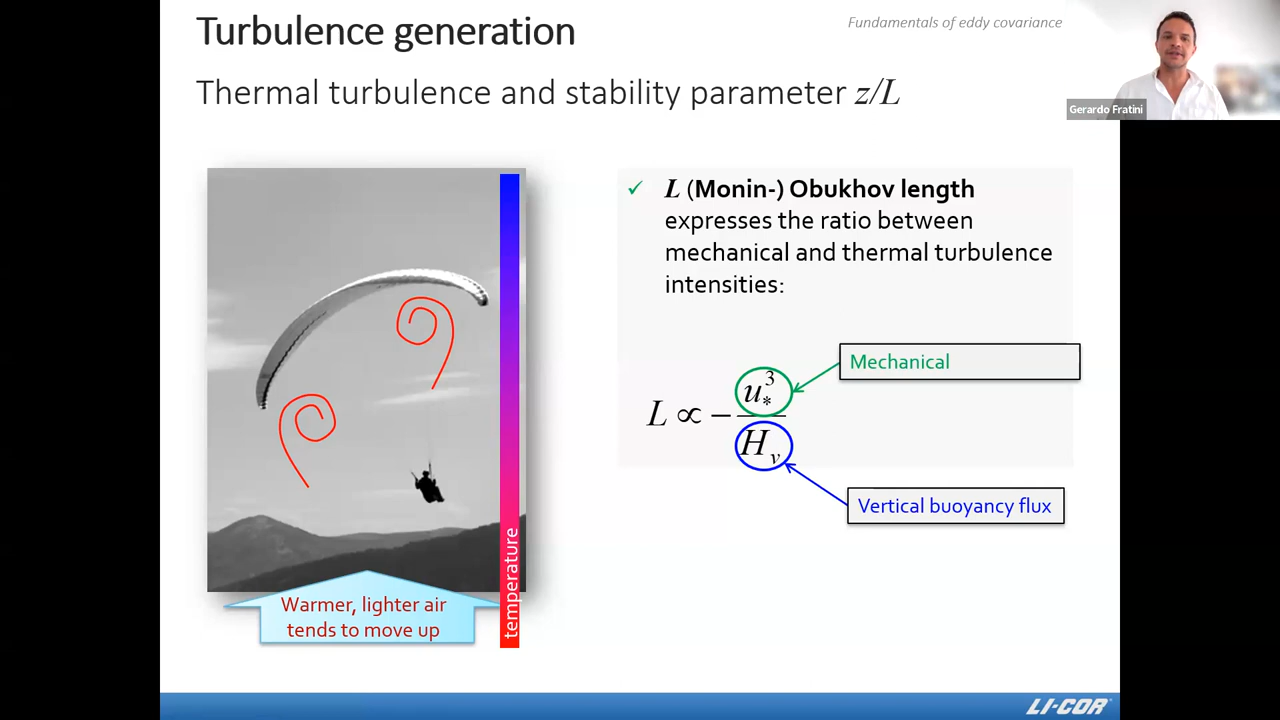 Turbulence generation
Fundamentals of eddy covariance
Thermal turbulence and stability parameter z/L
Gerardo Fratini
✓ L (Monin-) Obukhov length
expresses the ratio between
mechanical and thermal turbulence
intensities:
Mechanical
L ∝ − u*³ / Hv
Vertical buoyancy flux
temperature
Warmer, lighter air
tends to move up
LI-COR